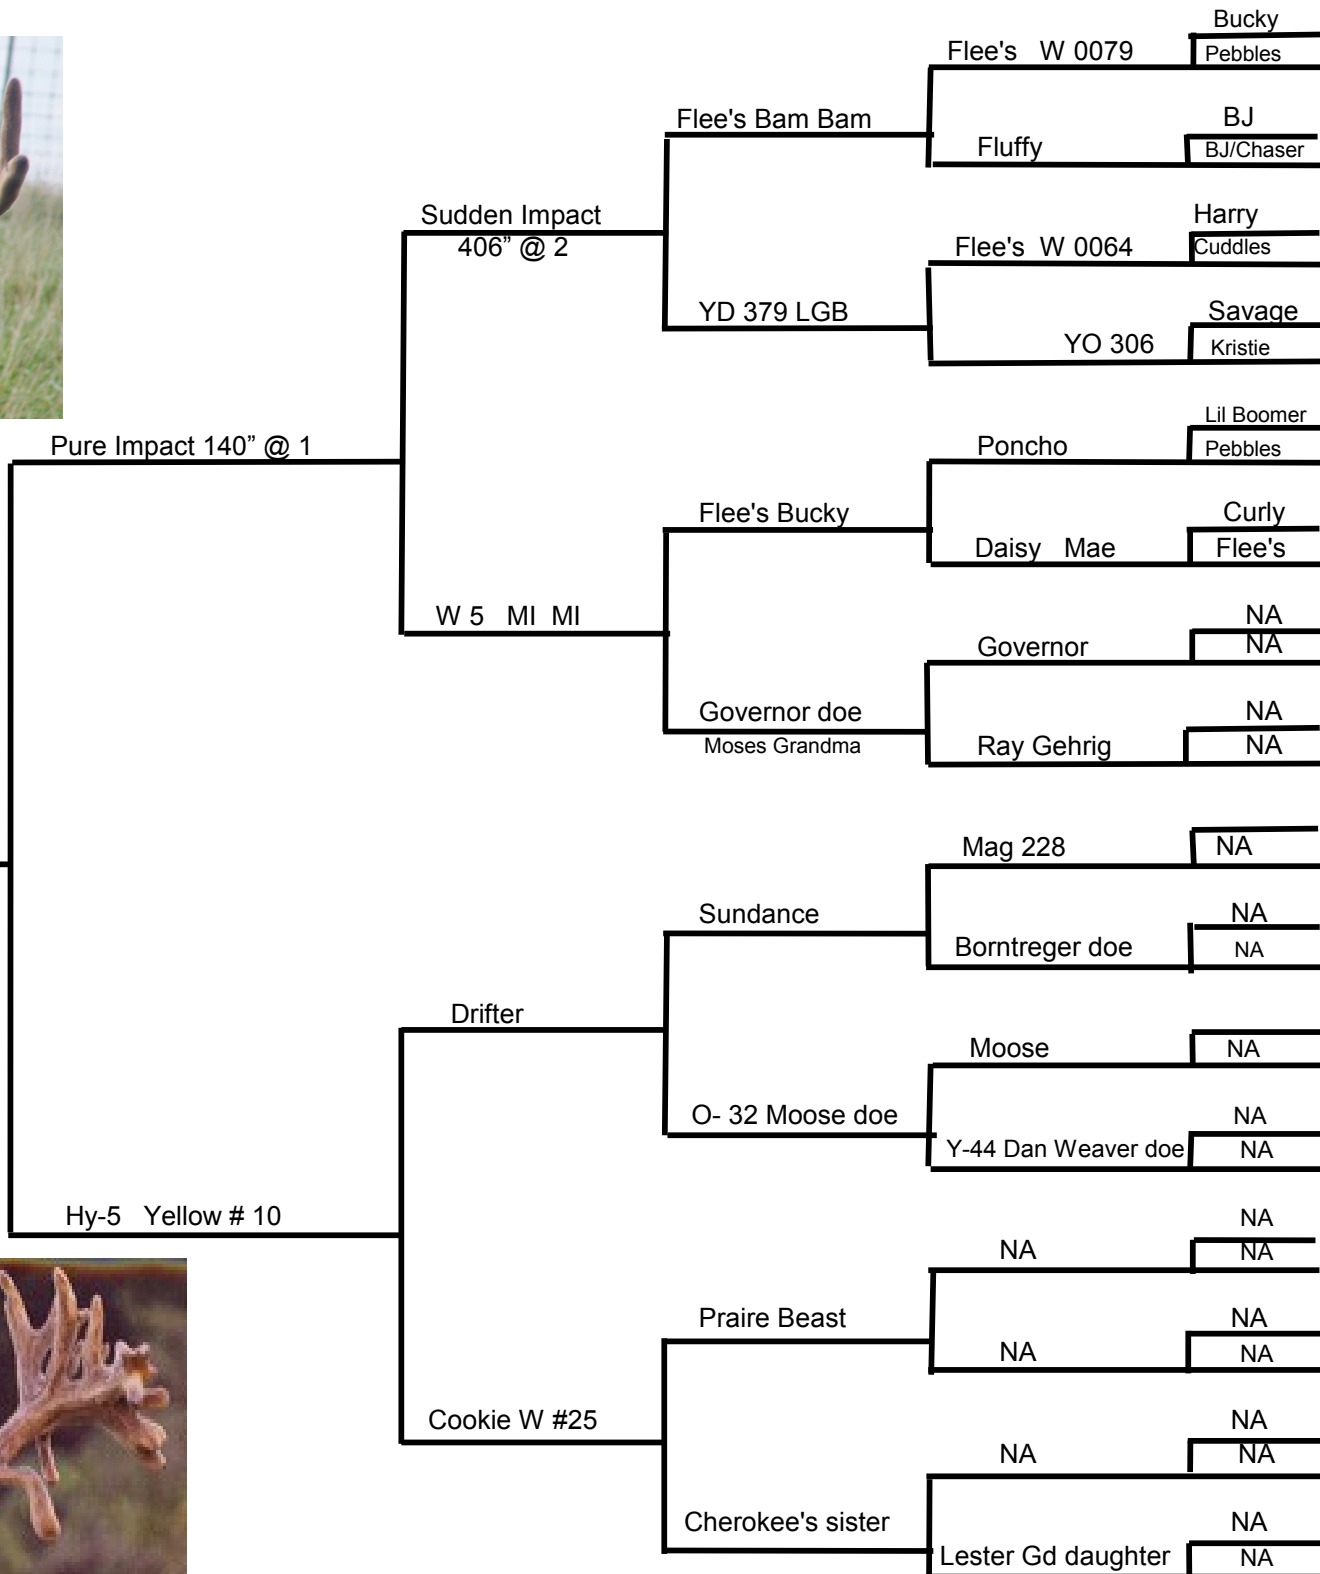 Bucky
Flee's W 0079
Pebbles
Flee's Bam Bam
BJ
Fluffy
BJ/Chaser
Sudden Impact
406” @ 2
Harry
Flee's W 0064
Cuddles
YD 379 LGB
Savage
YO 306
Kristie
Pure Impact 140” @ 1
Lil Boomer
Poncho
Pebbles
Flee's Bucky
Curly
Daisy Mae
Flee's
W 5 MI MI
NA
Governor
NA
Governor doe
Moses Grandma
NA
Ray Gehrig
NA
Mag 228
NA
Sundance
NA
Borntreger doe
NA
Drifter
Moose
NA
O- 32 Moose doe
NA
Y-44 Dan Weaver doe
NA
Hy-5 Yellow # 10
NA
NA
NA
Praire Beast
NA
NA
NA
Cookie W #25
NA
NA
NA
Cherokee's sister
NA
Lester Gd daughter
NA